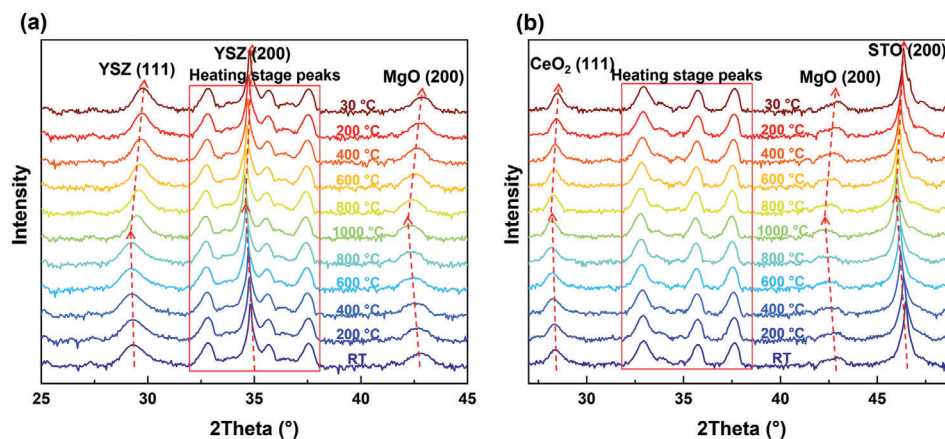 (a)
YSZ (200)
YSZ (111)
Heating stage peaks
MgO (200)
30 °C
200 °C
400 °C
600 °C
800 °C
1000 °C
800 °C
600 °C
400 °C
200 °C
RT
Intensity
25 30 35 40 45
2Theta (°)
(b)
STO (200)
CeO₂ (111)
Heating stage peaks
MgO (200)
30 °C
200 °C
400 °C
600 °C
800 °C
1000 °C
800 °C
600 °C
400 °C
200 °C
RT
Intensity
30 35 40 45
2Theta (°)